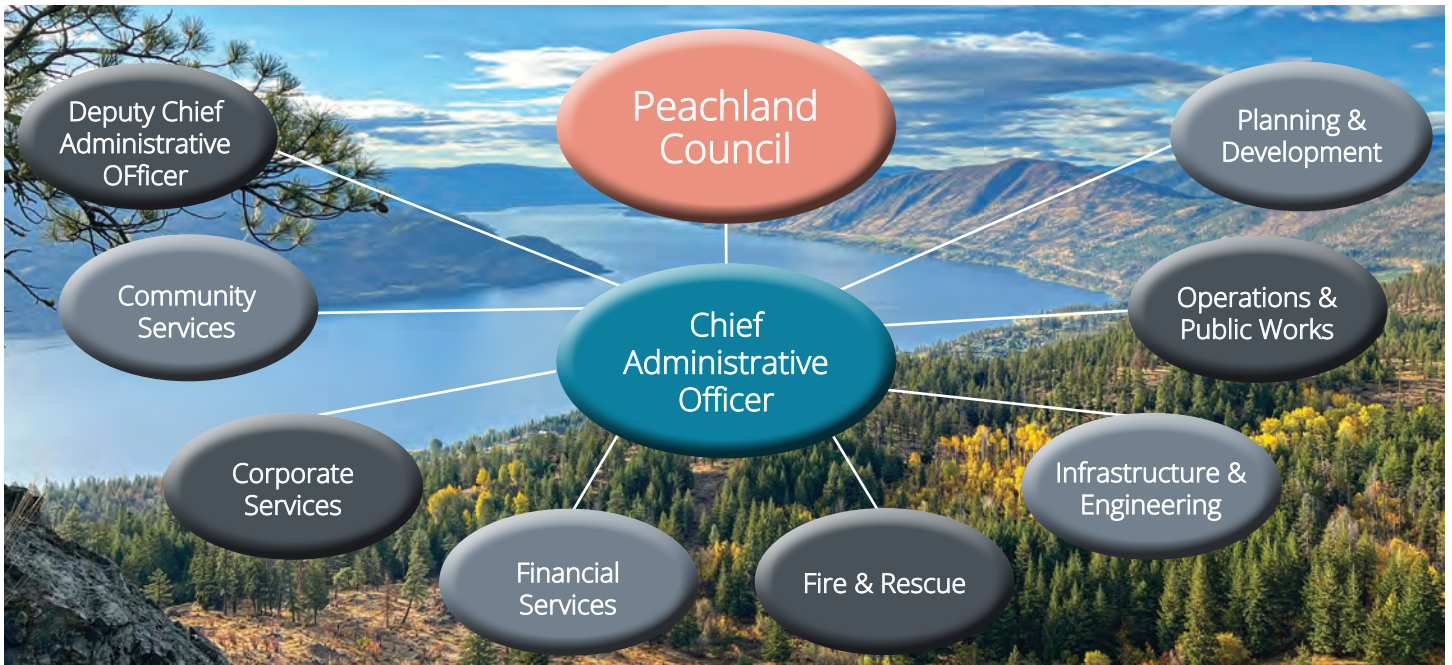 Peachland
Council
Deputy Chief
Administrative
OFficer
Planning &
Development
Community
Services
Chief
Administrative
Officer
Operations &
Public Works
Corporate
Services
Infrastructure &
Engineering
Financial
Services
Fire & Rescue